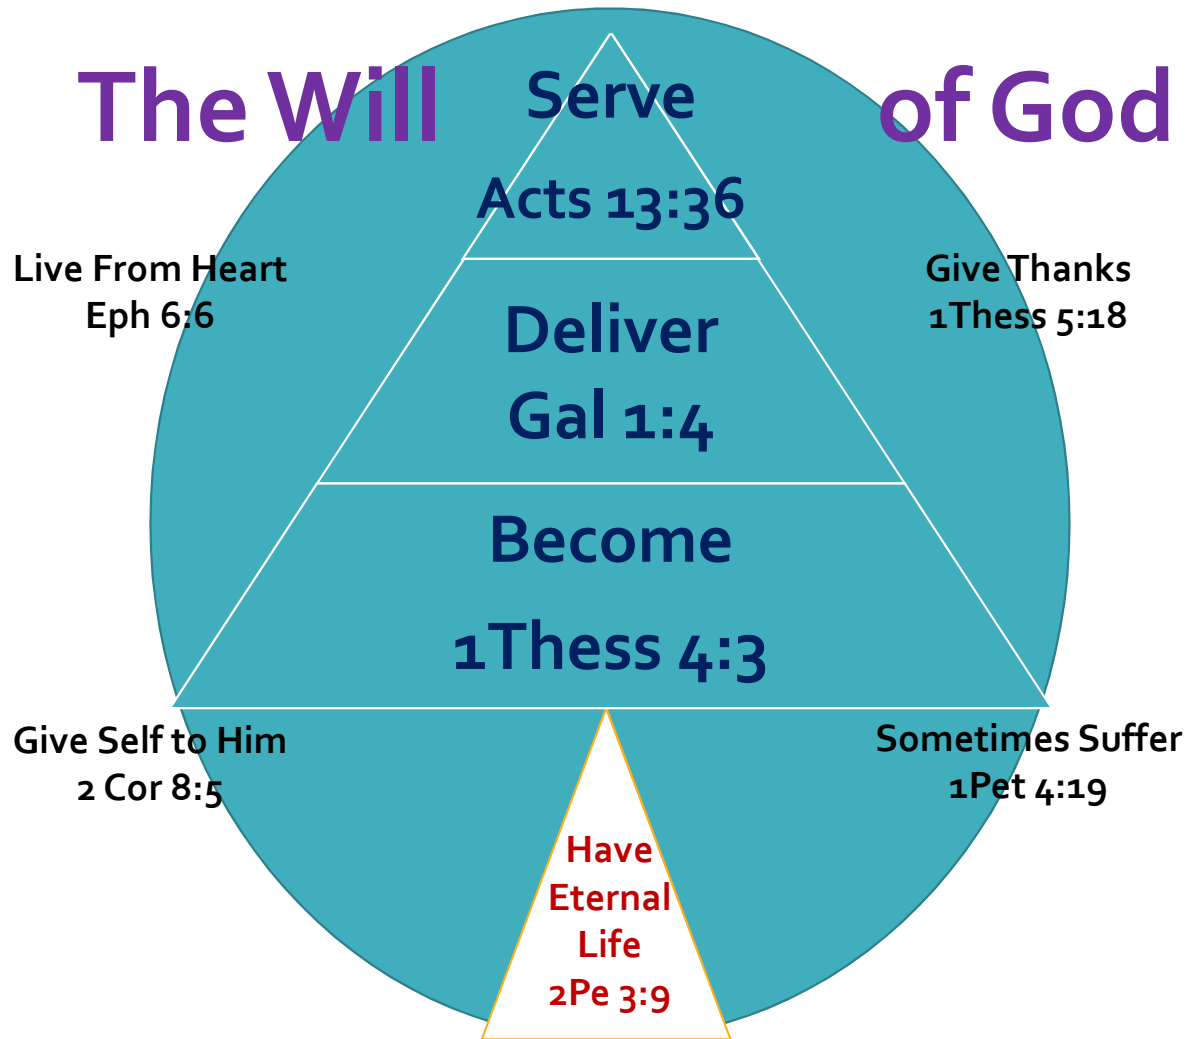 The Will of God
Serve
Acts 13:36
Live From Heart
Eph 6:6
Give Thanks
1Thess 5:18
Deliver
Gal 1:4
Become
1Thess 4:3
Give Self to Him
2 Cor 8:5
Sometimes Suffer
1Pet 4:19
Have
Eternal
Life
2Pe 3:9